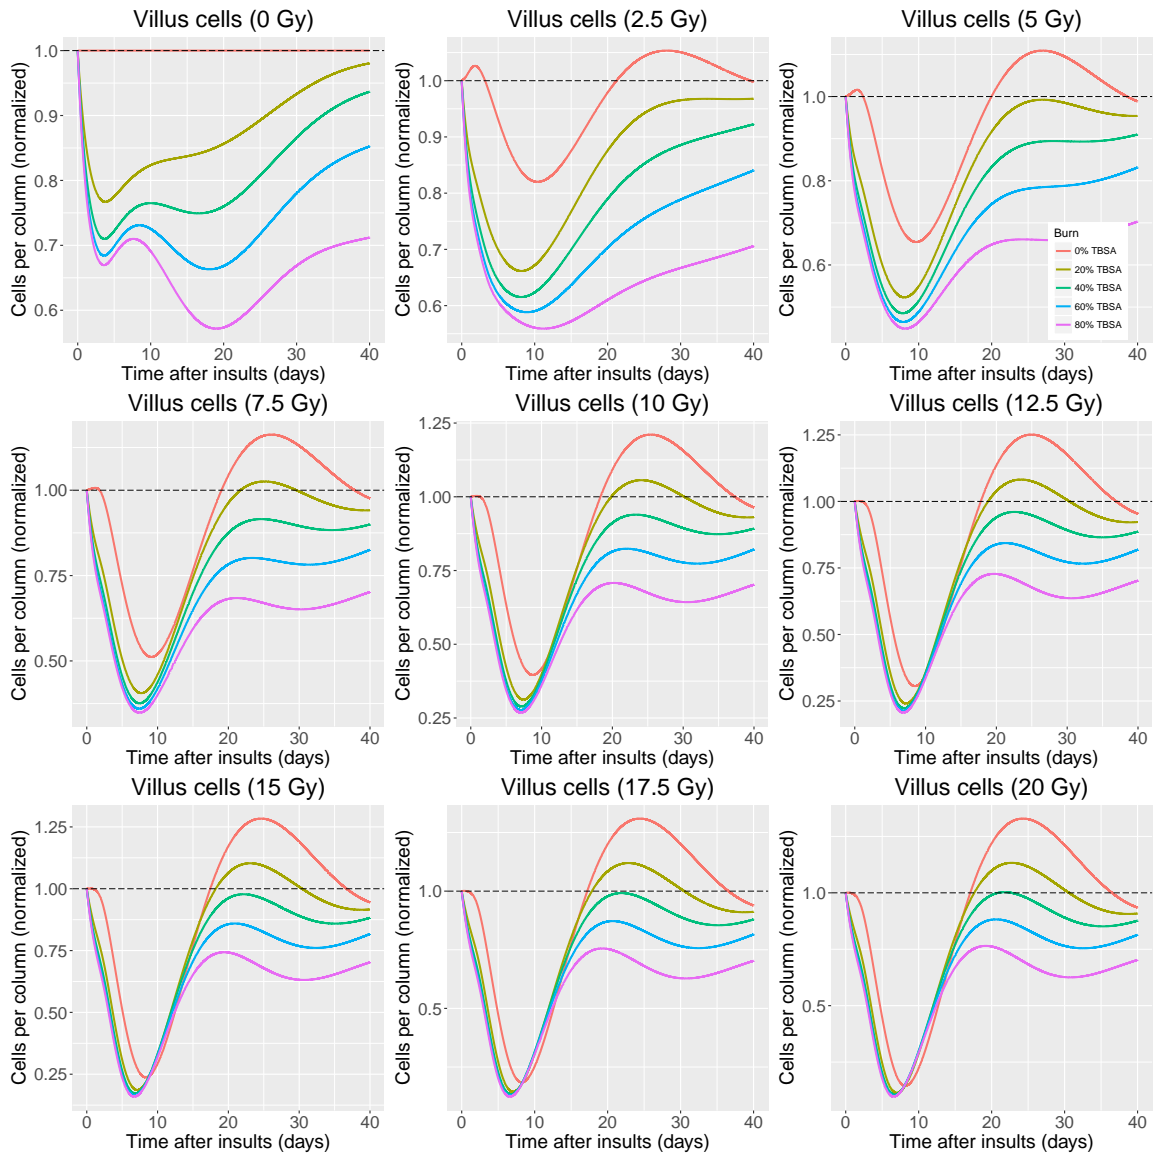 Villus cells (0 Gy)
Cells per column (normalized)
1.0
0.9
0.8
0.7
0.6
0 10 20 30 40
Time after insults (days)
Villus cells (2.5 Gy)
Cells per column (normalized)
1.0
0.9
0.8
0.7
0.6
0 10 20 30 40
Time after insults (days)
Villus cells (5 Gy)
Cells per column (normalized)
1.0
0.8
0.6
Burn
0% TBSA
20% TBSA
40% TBSA
60% TBSA
80% TBSA
0 10 20 30 40
Time after insults (days)
Villus cells (7.5 Gy)
Cells per column (normalized)
1.00
0.75
0.50
0 10 20 30 40
Time after insults (days)
Villus cells (10 Gy)
Cells per column (normalized)
1.25
1.00
0.75
0.50
0.25
0 10 20 30 40
Time after insults (days)
Villus cells (12.5 Gy)
Cells per column (normalized)
1.25
1.00
0.75
0.50
0.25
0 10 20 30 40
Time after insults (days)
Villus cells (15 Gy)
Cells per column (normalized)
1.25
1.00
0.75
0.50
0.25
0 10 20 30 40
Time after insults (days)
Villus cells (17.5 Gy)
Cells per column (normalized)
1.0
0.5
0 10 20 30 40
Time after insults (days)
Villus cells (20 Gy)
Cells per column (normalized)
1.0
0.5
0 10 20 30 40
Time after insults (days)